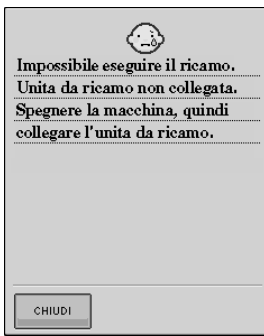 Impossibile eseguire il ricamo.
Unita da ricamo non collegata.
Spegnere la macchina, quindi
collegare l'unita da ricamo.
CHIUDI